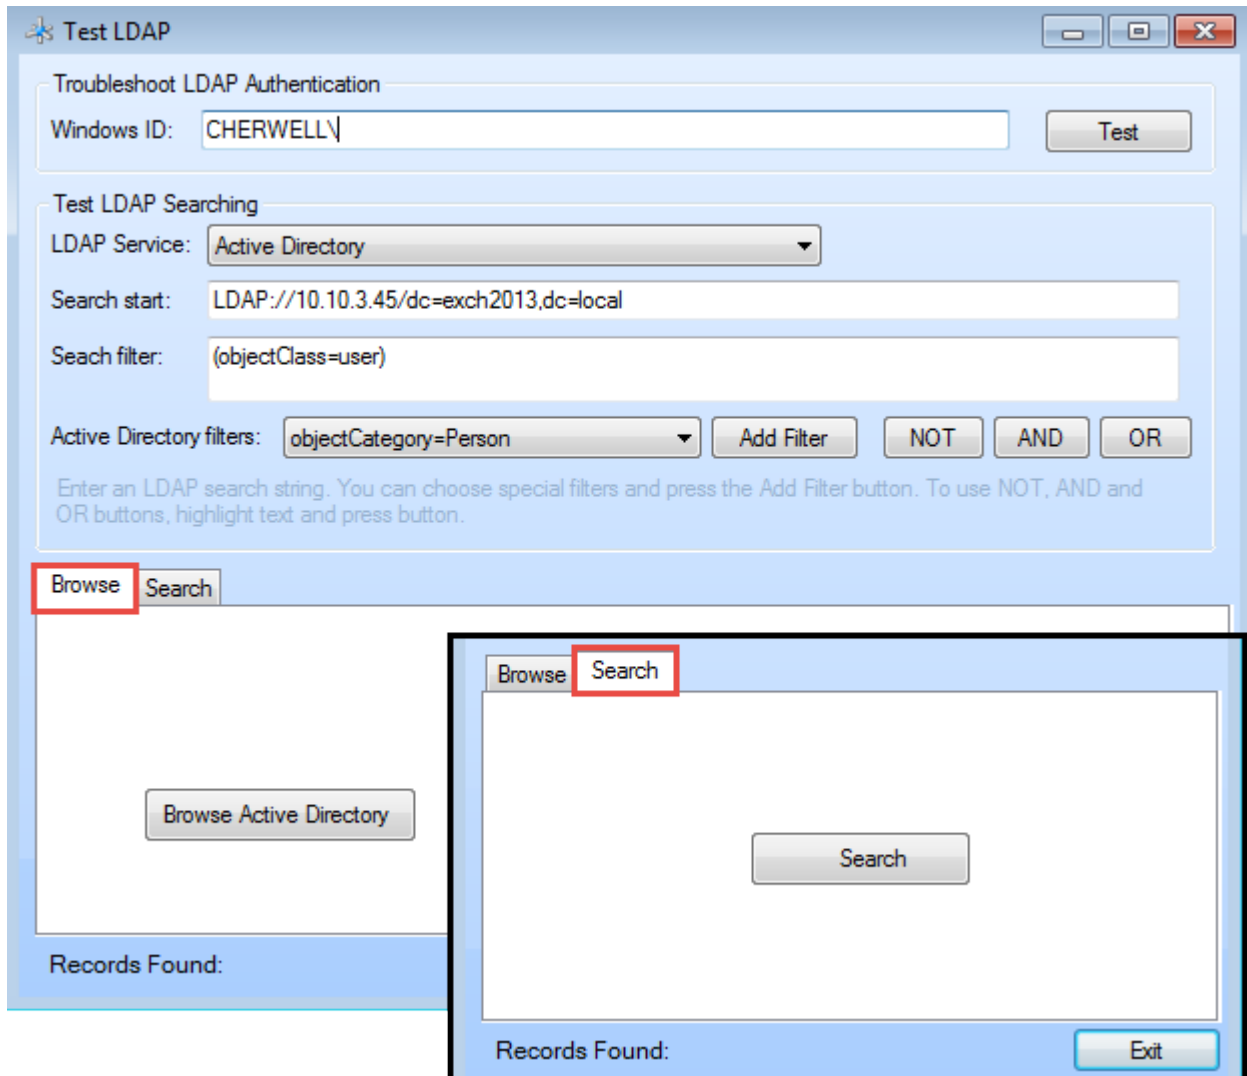 Test LDAP
Troubleshoot LDAP Authentication
Windows ID: CHERWELL\ Test
Test LDAP Searching
LDAP Service: Active Directory
Search start: LDAP://10.10.3.45/dc=exch2013,dc=local
Seach filter: (objectClass=user)
Active Directory filters: objectCategory=Person Add Filter NOT AND OR
Enter an LDAP search string. You can choose special filters and press the Add Filter button. To use NOT, AND and
OR buttons, highlight text and press button.
Browse Search
Browse Active Directory
Records Found:
Browse Search
Search
Records Found: Exit